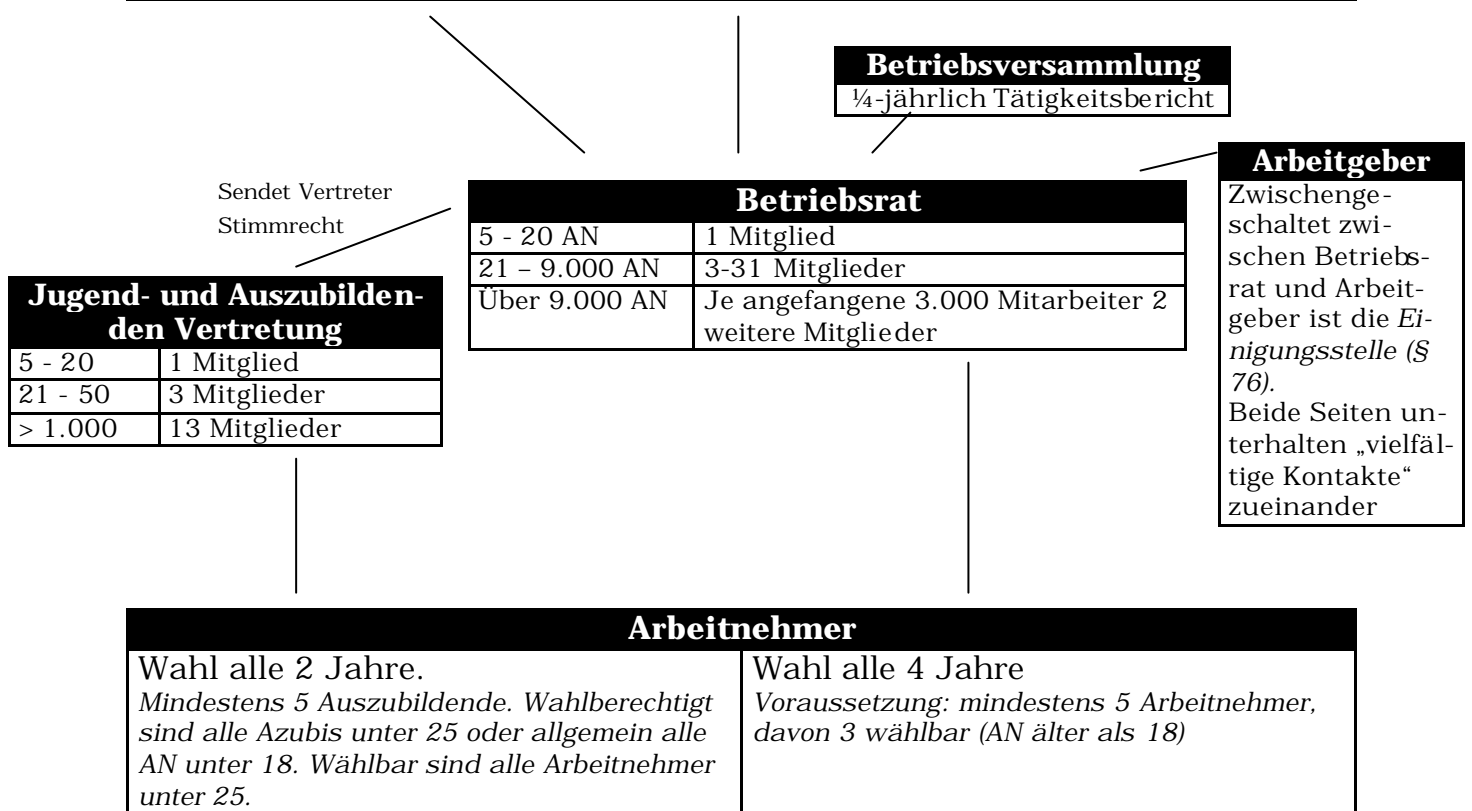 Betriebsversammlung
¼-jährlich Tätigkeitsbericht
Sendet Vertreter
Stimmrecht
Betriebsrat
5 - 20 AN 1 Mitglied
21 – 9.000 AN 3-31 Mitglieder
Über 9.000 AN Je angefangene 3.000 Mitarbeiter 2
weitere Mitglieder
Arbeitgeber
Zwischenge-
schaltet zwi-
schen Betriebs-
rat und Arbeit-
geber ist die Ei-
nigungsstelle (§
76).
Beide Seiten un-
terhalten „vielfäl-
tige Kontakte“
zueinander
Jugend- und Auszubilden-
den Vertretung
5 - 20 1 Mitglied
21 - 50 3 Mitglieder
> 1.000 13 Mitglieder
Arbeitnehmer
Wahl alle 2 Jahre.
Mindestens 5 Auszubildende. Wahlberechtigt
sind alle Azubis unter 25 oder allgemein alle
AN unter 18. Wählbar sind alle Arbeitnehmer
unter 25.
Wahl alle 4 Jahre
Voraussetzung: mindestens 5 Arbeitnehmer,
davon 3 wählbar (AN älter als 18)